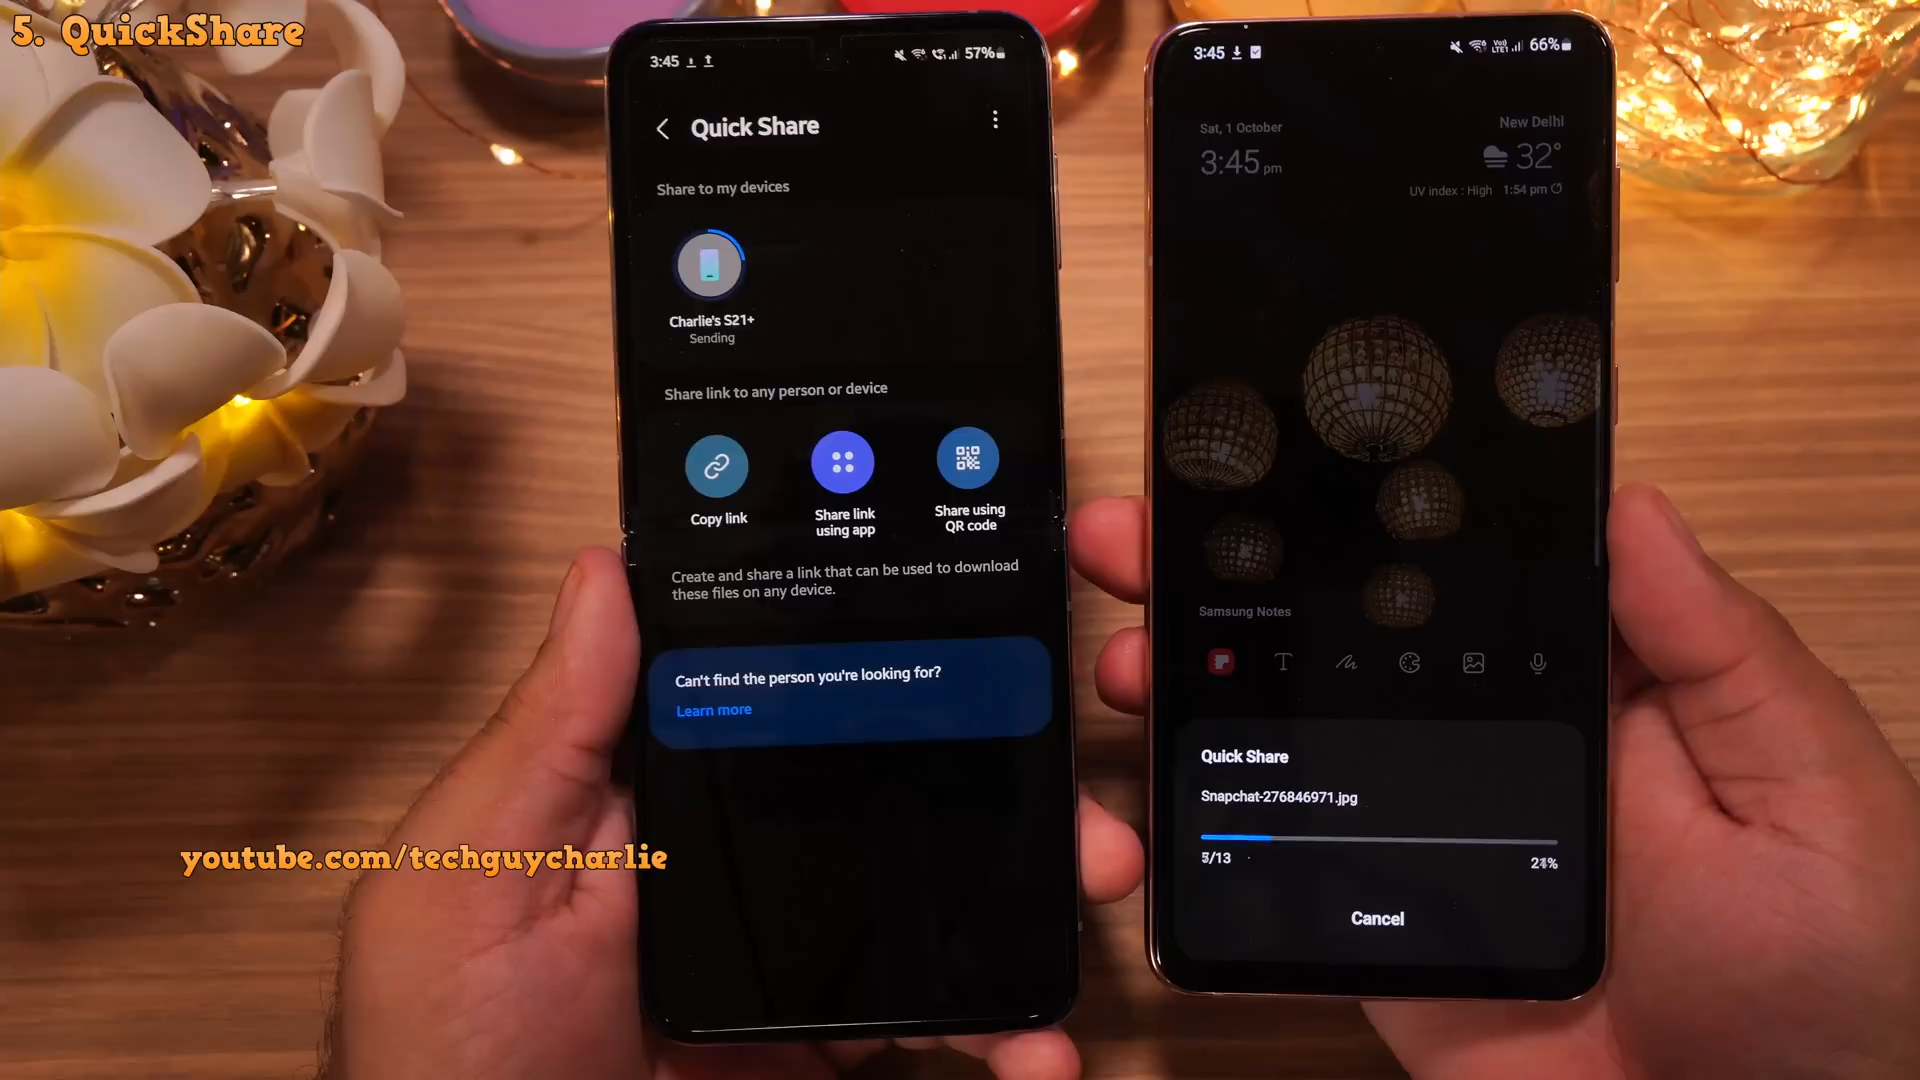 5. QuickShare
3:45
57%
Quick Share
Share to my devices
Charlie's S21+
Sending
Share link to any person or device
Copy link
Share link
using app
Share using
QR code
Create and share a link that can be used to download
these files on any device.
Can't find the person you're looking for?
Learn more
3:45
66%
Sat, 1 October
3:45 pm
New Delhi
32°
UV index : High 1:54 pm
Samsung Notes
Quick Share
Snapchat-276846971.jpg
/13
Cancel
youtube.com/techguycharlie